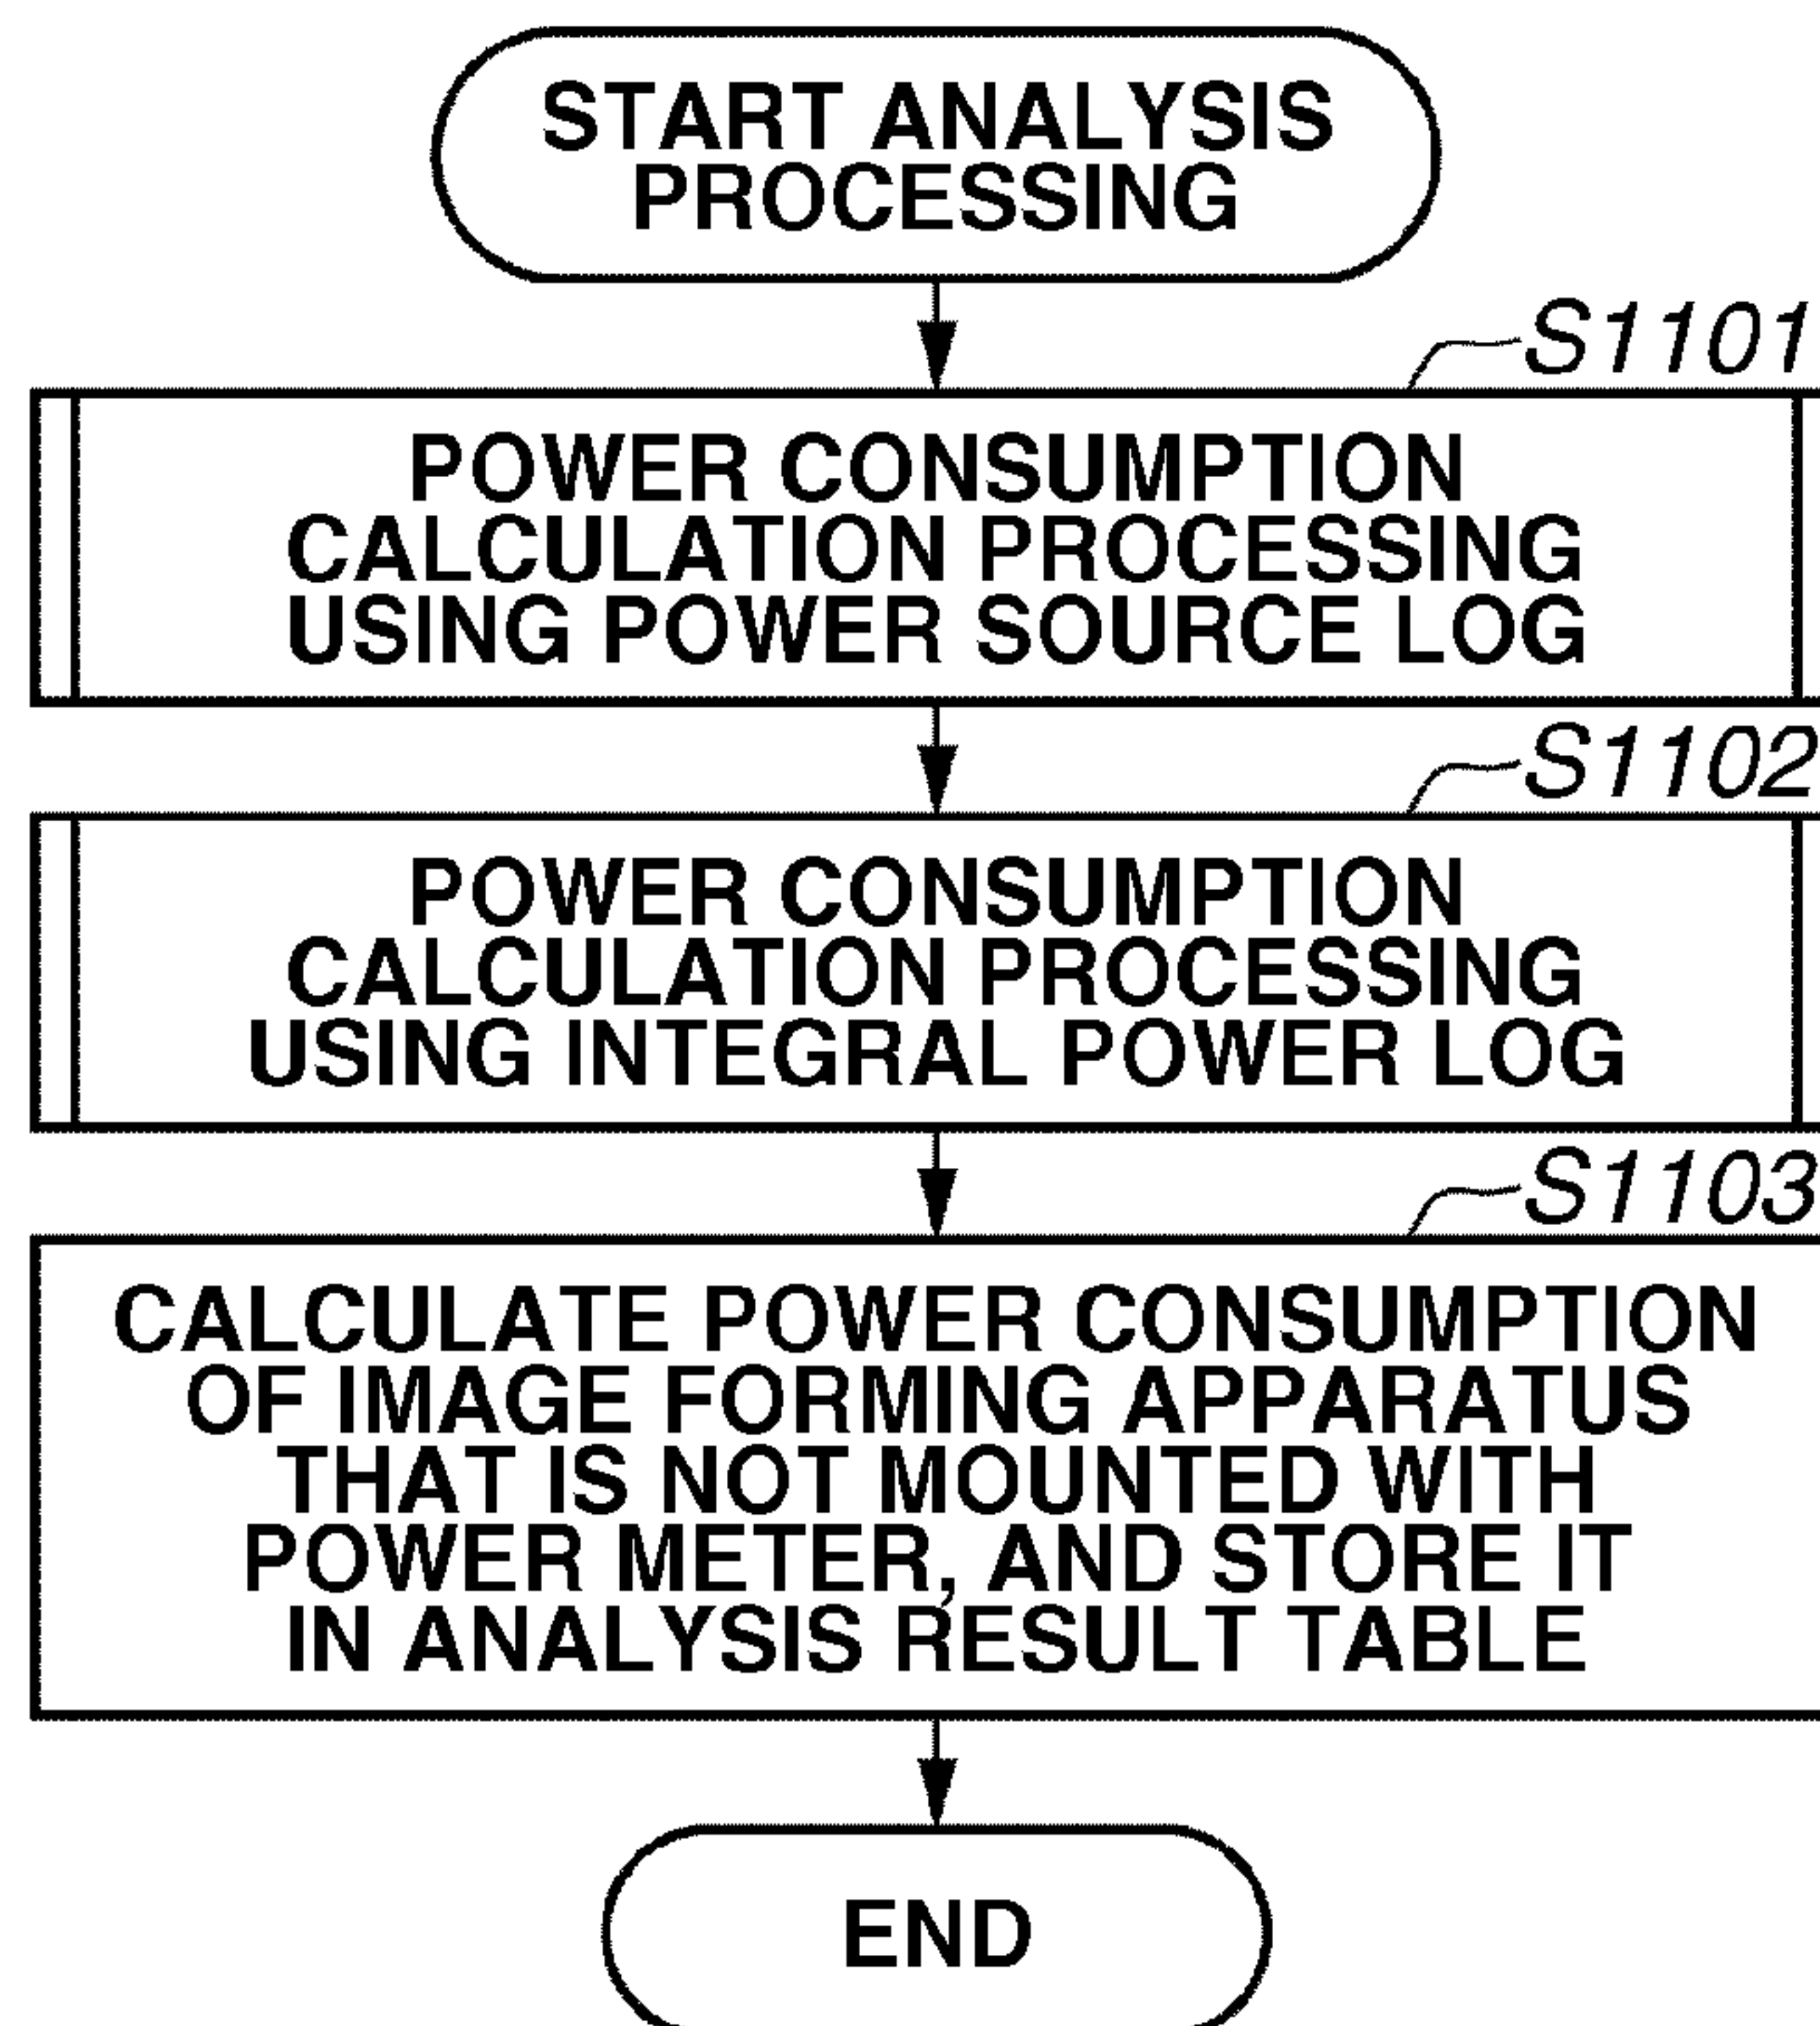 START ANALYSIS
PROCESSING
S1101
POWER CONSUMPTION
CALCULATION PROCESSING
USING POWER SOURCE LOG
S1102
POWER CONSUMPTION
CALCULATION PROCESSING
USING INTEGRAL POWER LOG
S1103
CALCULATE POWER CONSUMPTION
OF IMAGE FORMING APPARATUS
THAT IS NOT MOUNTED WITH
POWER METER, AND STORE IT
IN ANALYSIS RESULT TABLE
END